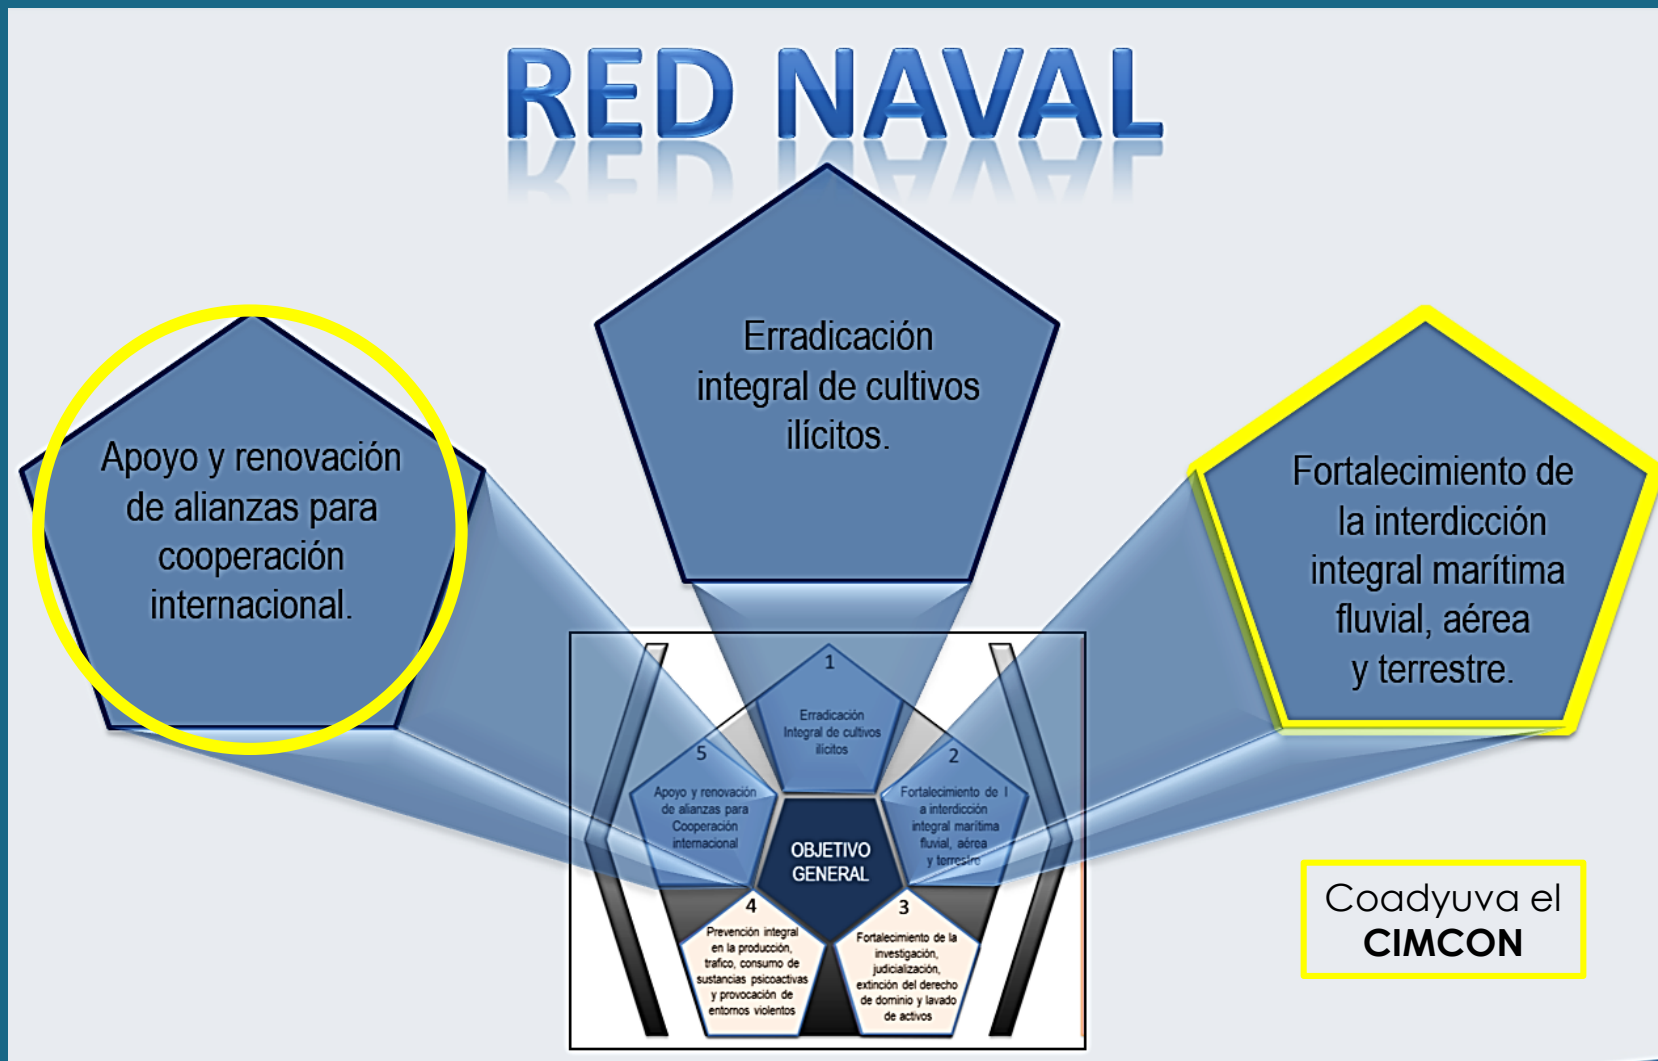 RED NAVAL
Erradicación
integral de cultivos
ilícitos.
Apoyo y renovación
de alianzas para
cooperación
internacional.
Fortalecimiento de
la interdicción
integral marítima
fluvial, aérea
y terrestre.
1
Erradicación
Integral de cultivos
ilícitos
5
Apoyo y renovación
de alianzas para
Cooperación
internacional
2
Fortalecimiento de l
a interdicción
integral marítima
fluvial, aérea
y terrestre
OBJETIVO
GENERAL
4
Prevención integral
en la producción,
trafico, consumo de
sustancias psicoactivas
y provocación de
entornos violentos
3
Fortalecimiento de la
investigación,
judicialización,
extinción del derecho
de dominio y lavado
de activos
Coadyuva el
CIMCON